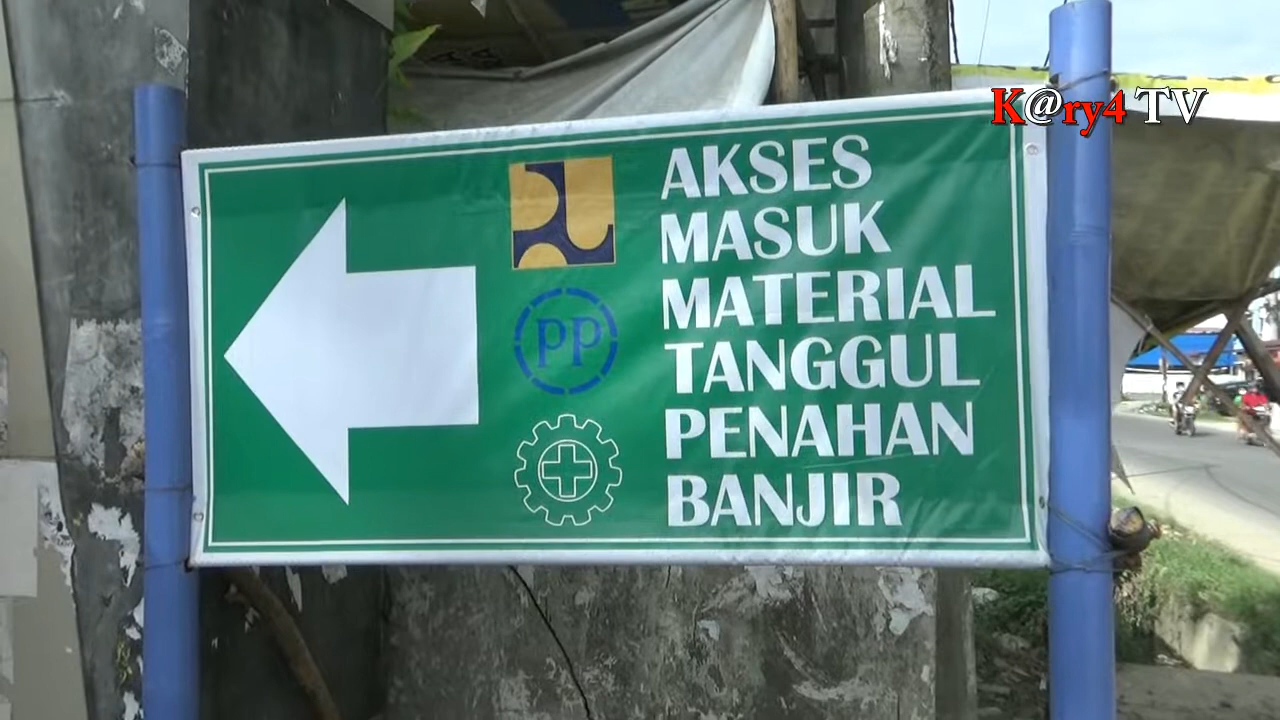 K@ry4 TV
AKSES
MASUK
MATERIAL
TANGGUL
PENAHAN
BANJIR
PP